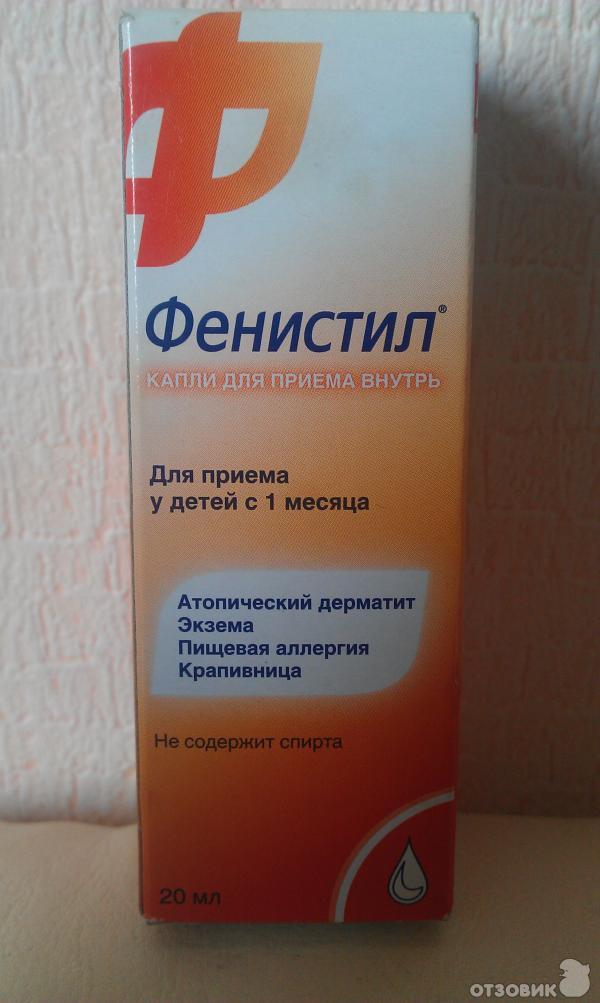 Фенистил®
КАПЛИ ДЛЯ ПРИЕМА ВНУТРЬ
Для приема
у детей с 1 месяца
Атопический дерматит
Экзема
Пищевая аллергия
Крапивница
Не содержит спирта
20 мл
ОТЗОВИК